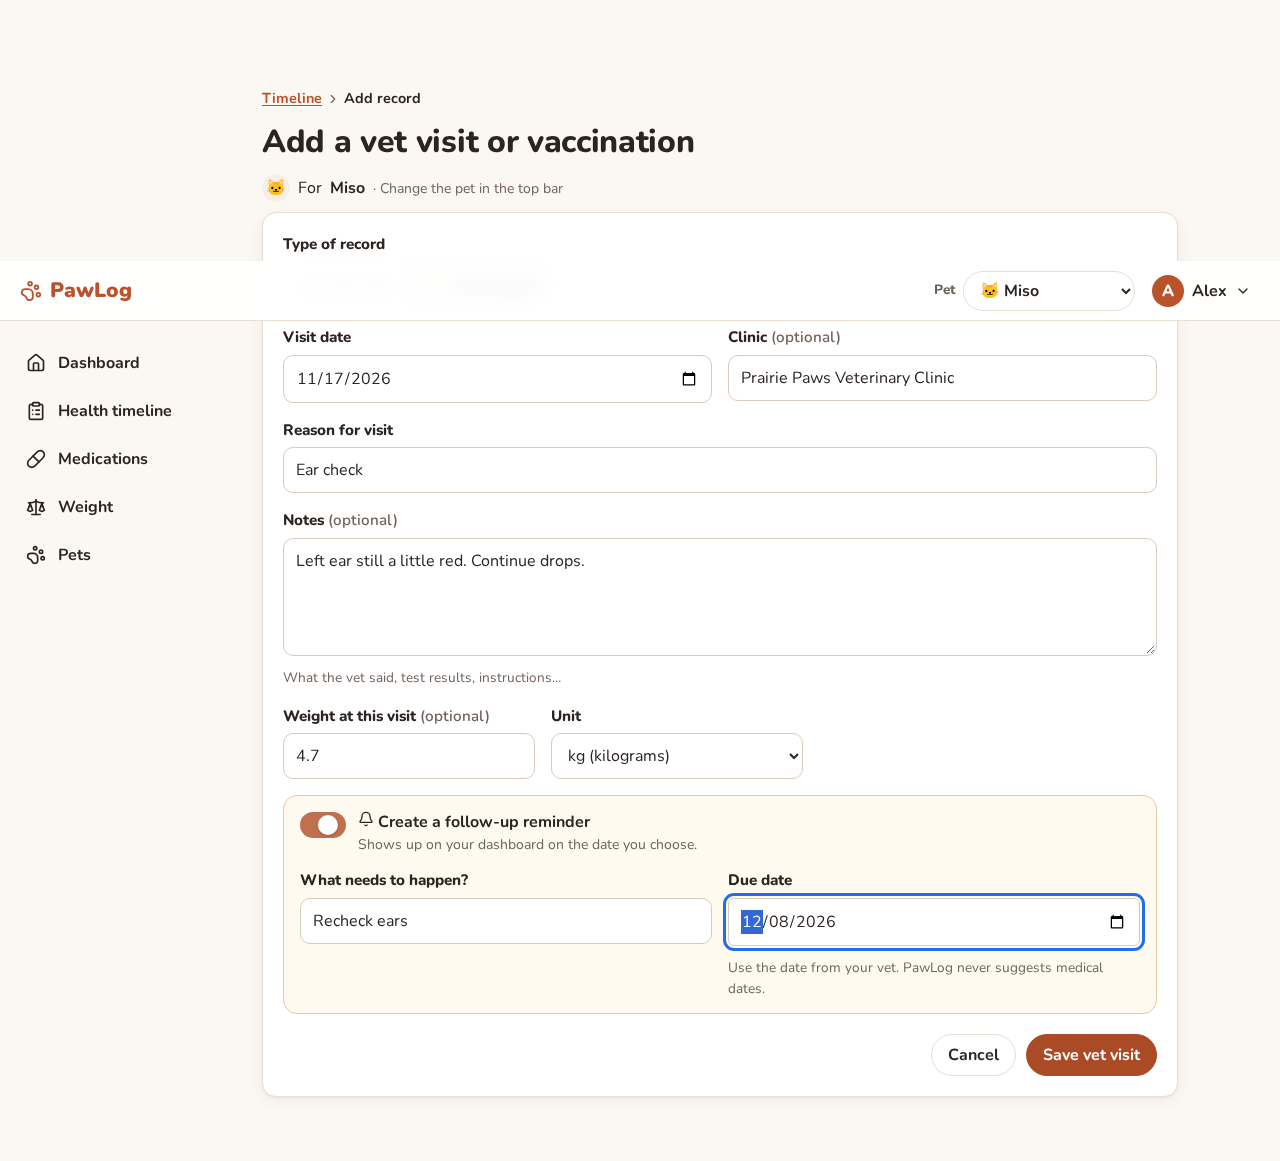 Timeline > Add record
Add a vet visit or vaccination
For Miso · Change the pet in the top bar
Type of record
PawLog
Pet Miso
A Alex
Dashboard
Health timeline
Medications
Weight
Pets
Visit date
11/17/2026
Clinic (optional)
Prairie Paws Veterinary Clinic
Reason for visit
Ear check
Notes (optional)
Left ear still a little red. Continue drops.
What the vet said, test results, instructions...
Weight at this visit (optional)
4.7
Unit
kg (kilograms)
Create a follow-up reminder
Shows up on your dashboard on the date you choose.
What needs to happen?
Recheck ears
Due date
12/08/2026
Use the date from your vet. PawLog never suggests medical
dates.
Cancel
Save vet visit